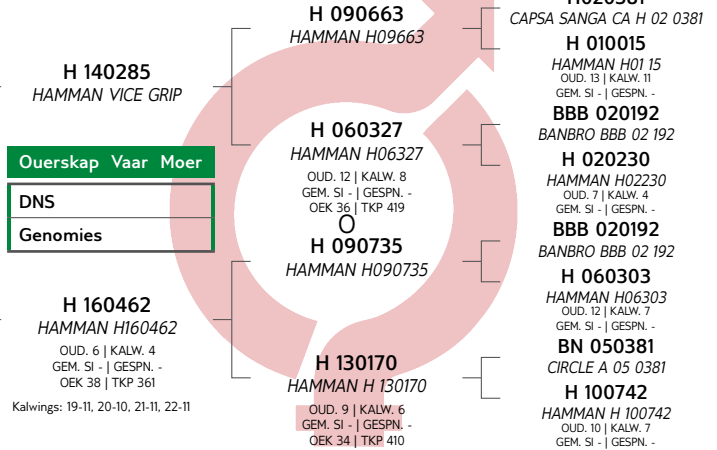 H 140285
HAMMAN VICE GRIP
Ouerskap Vaar Moer
DNS
Genomies
H 160462
HAMMAN H160462
OUD. 6 | KALW. 4
GEM. SI - | GESPN. -
OEK 38 | TKP 361
Kalwings: 19-11, 20-10, 21-11, 22-11
H 090663
HAMMAN H09663
H 060327
HAMMAN H06327
OUD. 12 | KALW. 8
GEM. SI - | GESPN. -
OEK 36 | TKP 419
O
H 090735
HAMMAN H090735
H 130170
HAMMAN H 130170
OUD. 9 | KALW. 6
GEM. SI - | GESPN. -
OEK 34 | TKP 410
H020381
CAPSA SANGA CA H 02 0381
H 010015
HAMMAN H01 15
OUD. 13 | KALW. 11
GEM. SI - | GESPN. -
BBB 020192
BANBRO BBB 02 192
H 020230
HAMMAN H02230
OUD. 7 | KALW. 4
GEM. SI - | GESPN. -
BBB 020192
BANBRO BBB 02 192
H 060303
HAMMAN H06303
OUD. 12 | KALW. 7
GEM. SI - | GESPN. -
BN 050381
CIRCLE A 05 0381
H 100742
HAMMAN H 100742
OUD. 10 | KALW. 7
GEM. SI - | GESPN. -